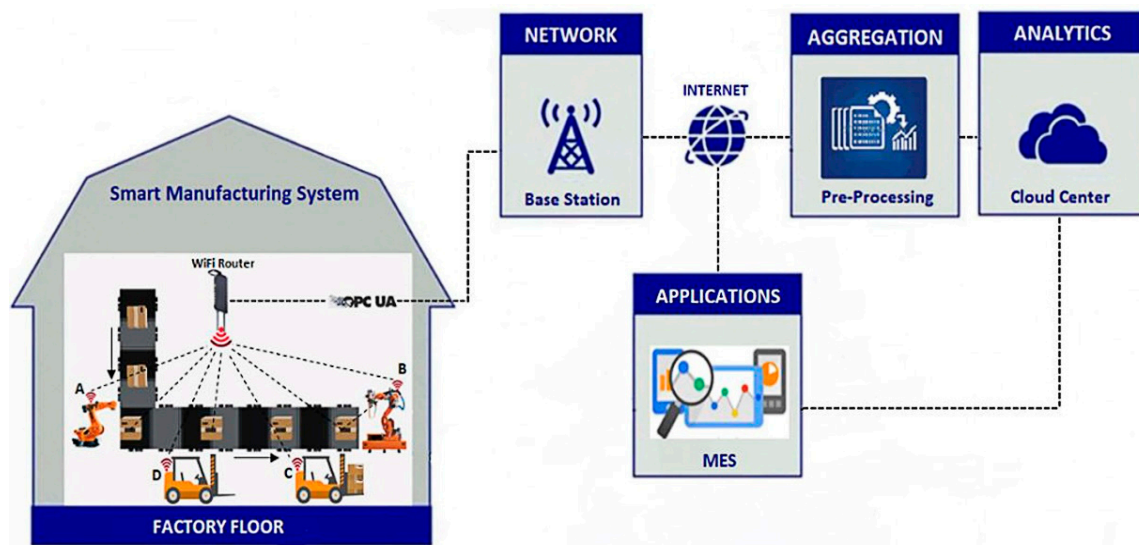 NETWORK
Base Station
INTERNET
AGGREGATION
Pre-Processing
ANALYTICS
Cloud Center
Smart Manufacturing System
WiFi Router
OPC UA
A
B
D
C
FACTORY FLOOR
APPLICATIONS
MES